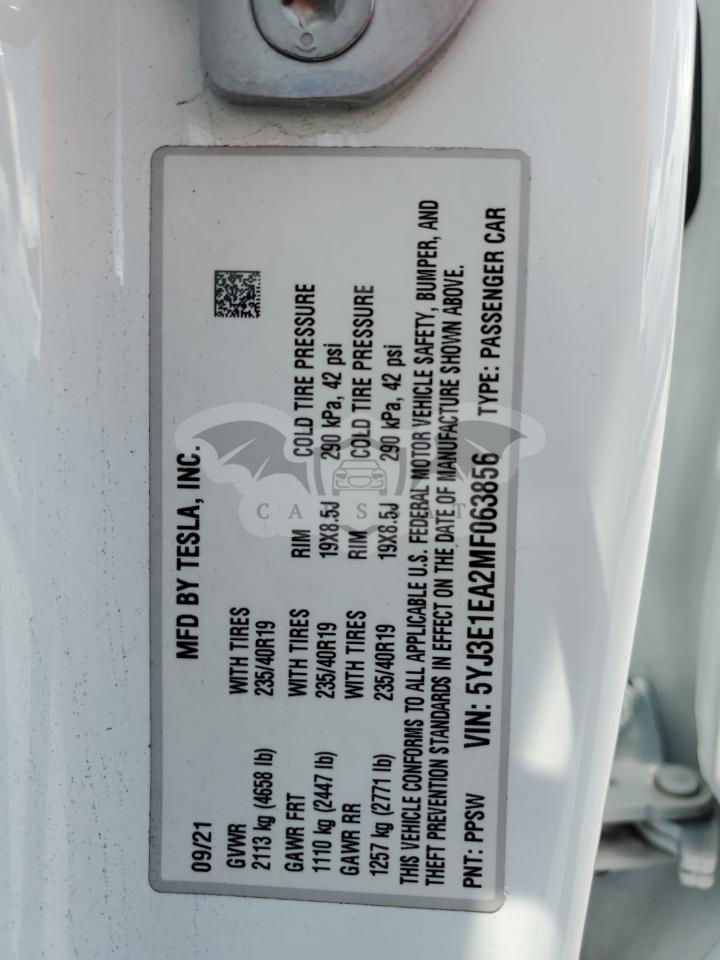 MFD BY TESLA, INC.
09/21
GVWR WITH TIRES
2113 kg (4658 lb) 235/40R19
GAWR FRT WITH TIRES RIM COLD TIRE PRESSURE
1110 kg (2447 lb) 235/40R19 19X8.5J 290 kPa, 42 psi
GAWR RR WITH TIRES RIM COLD TIRE PRESSURE
1257 kg (2771 lb) 235/40R19 19X8.5J 290 kPa, 42 psi
THIS VEHICLE CONFORMS TO ALL APPLICABLE U.S. FEDERAL MOTOR VEHICLE SAFETY, BUMPER, AND
THEFT PREVENTION STANDARDS IN EFFECT ON THE DATE OF MANUFACTURE SHOWN ABOVE.
PNT: PPSW VIN: 5YJ3E1EA2MF063856 TYPE: PASSENGER CAR